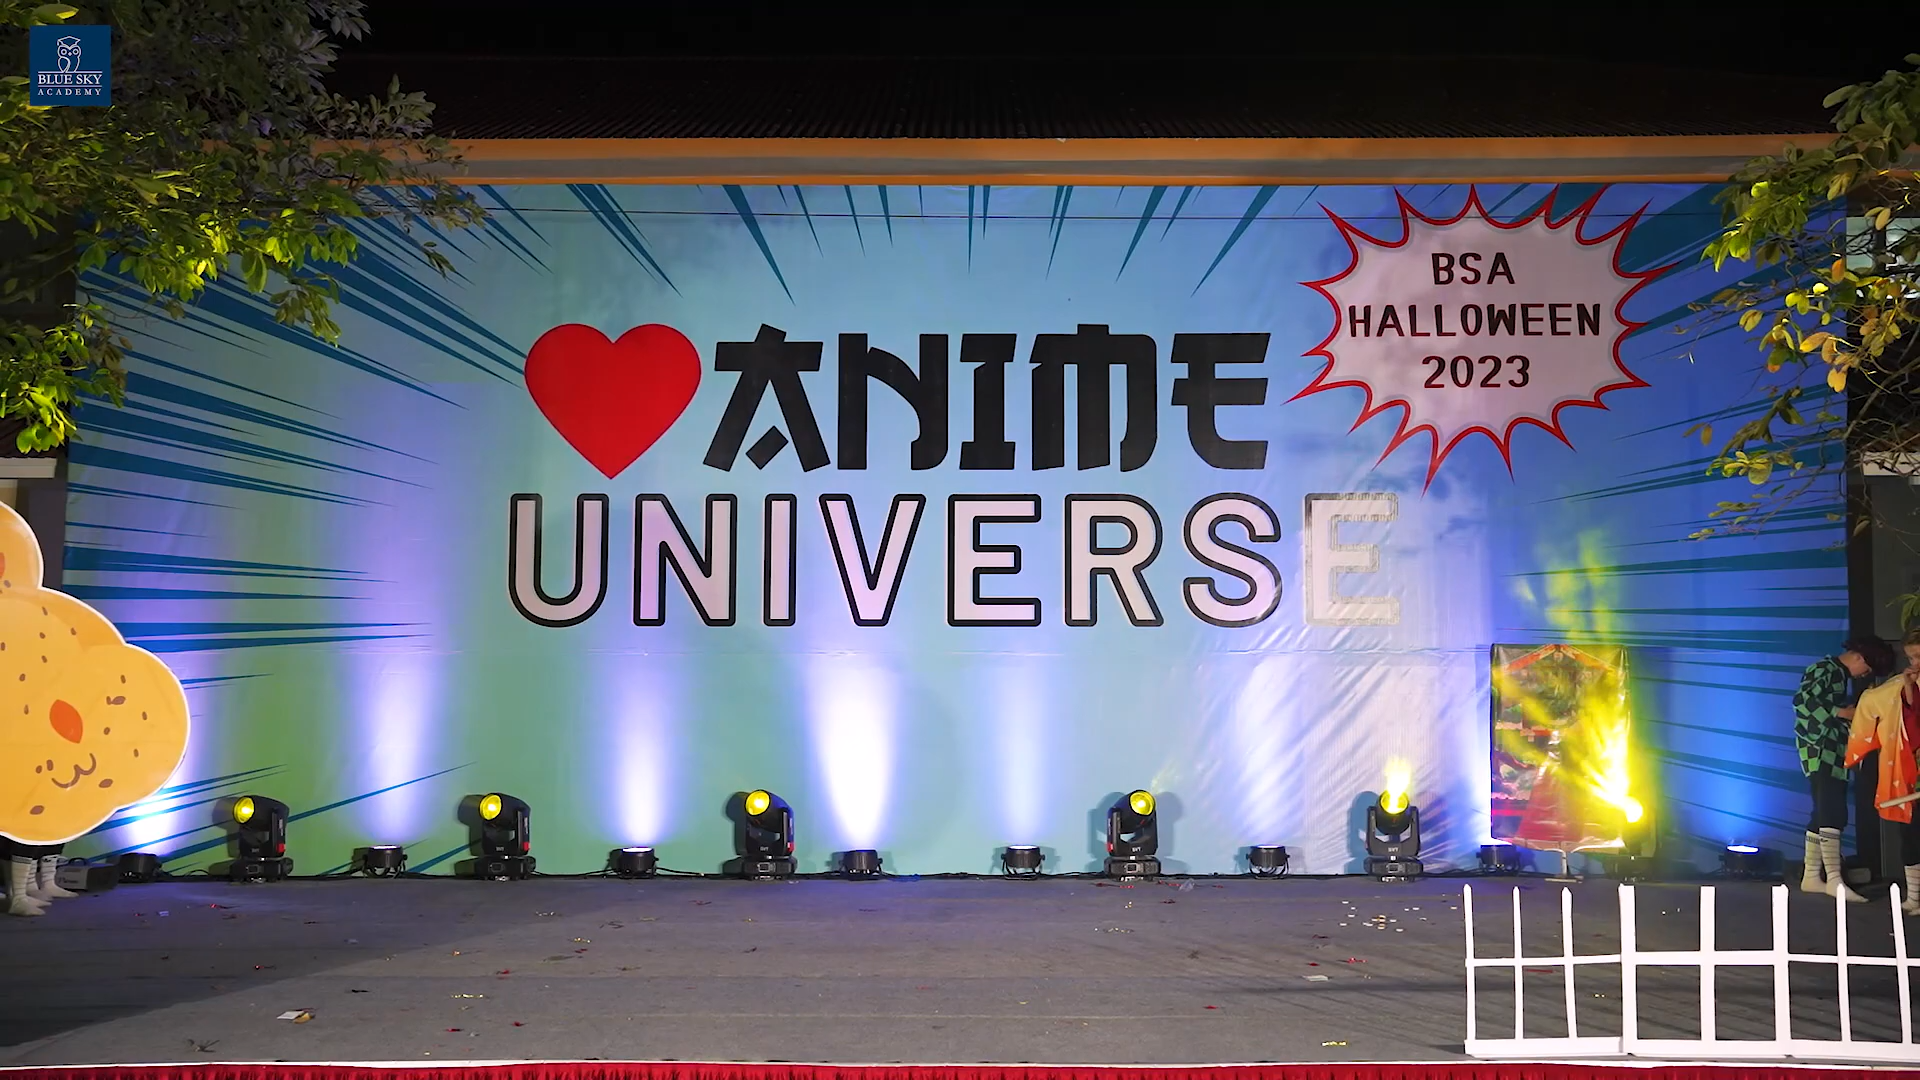 BLUE SKY
ACADEMY
BSA
HALLOWEEN
2023
ANIME
UNIVERSE